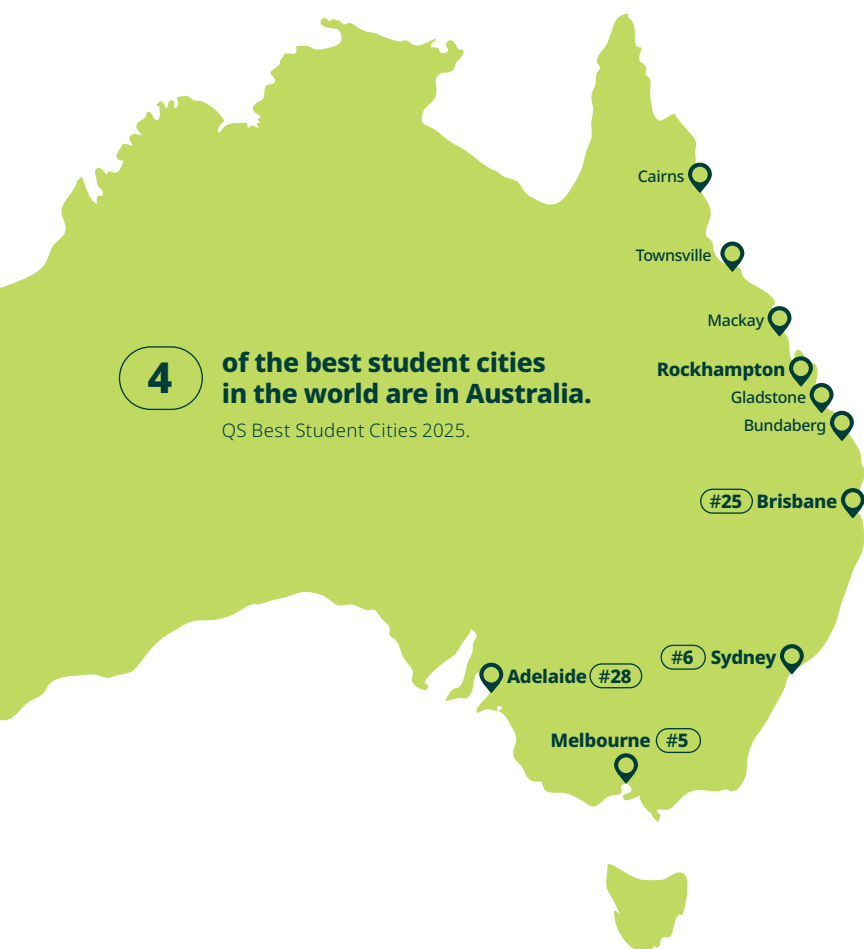 Cairns
Townsville
Mackay
4
of the best student cities
in the world are in Australia.
QS Best Student Cities 2025.
Rockhampton
Gladstone
Bundaberg
#25 Brisbane
#6 Sydney
Adelaide #28
Melbourne #5